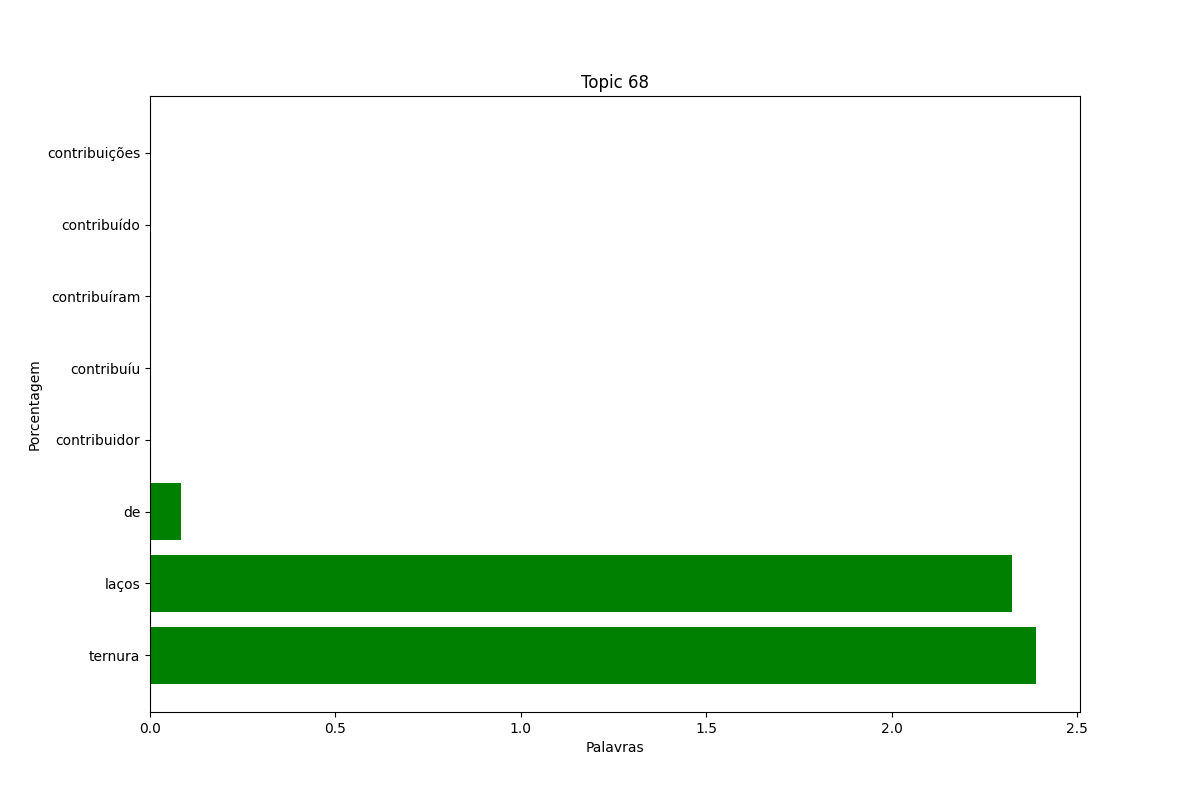 Topic 68
contribuições
contribuído
contribuíram
contribuíu
contribuidor
de
laços
ternura
Porcentagem
0.0 0.5 1.0 1.5 2.0 2.5
Palavras